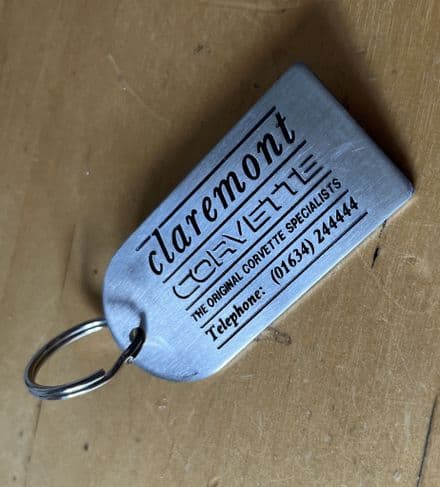 claremont
CORVETTE
THE ORIGINAL CORVETTE SPECIALISTS
Telephone: (01634) 244444